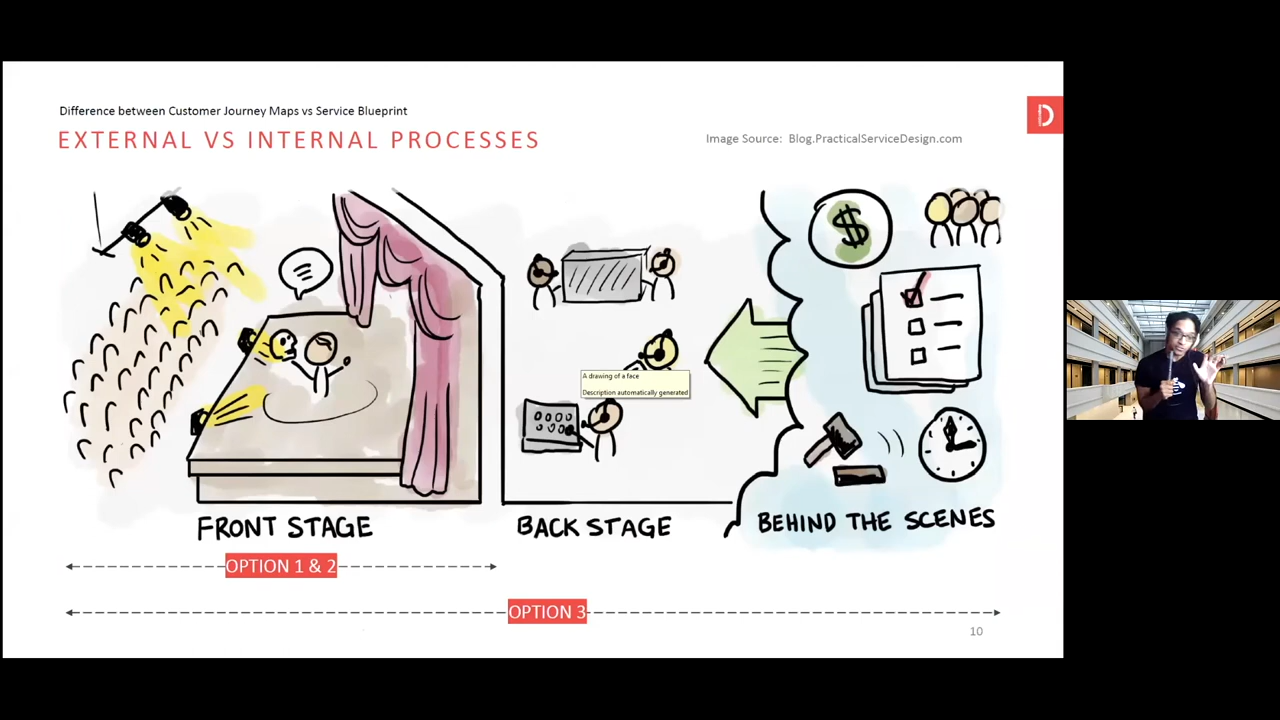 Difference between Customer Journey Maps vs Service Blueprint
EXTERNAL VS INTERNAL PROCESSES
Image Source: Blog.PracticalServiceDesign.com
D
$
A drawing of a face
Description automatically generated
FRONT STAGE
BACK STAGE
BEHIND THE SCENES
OPTION 1 & 2
OPTION 3
10